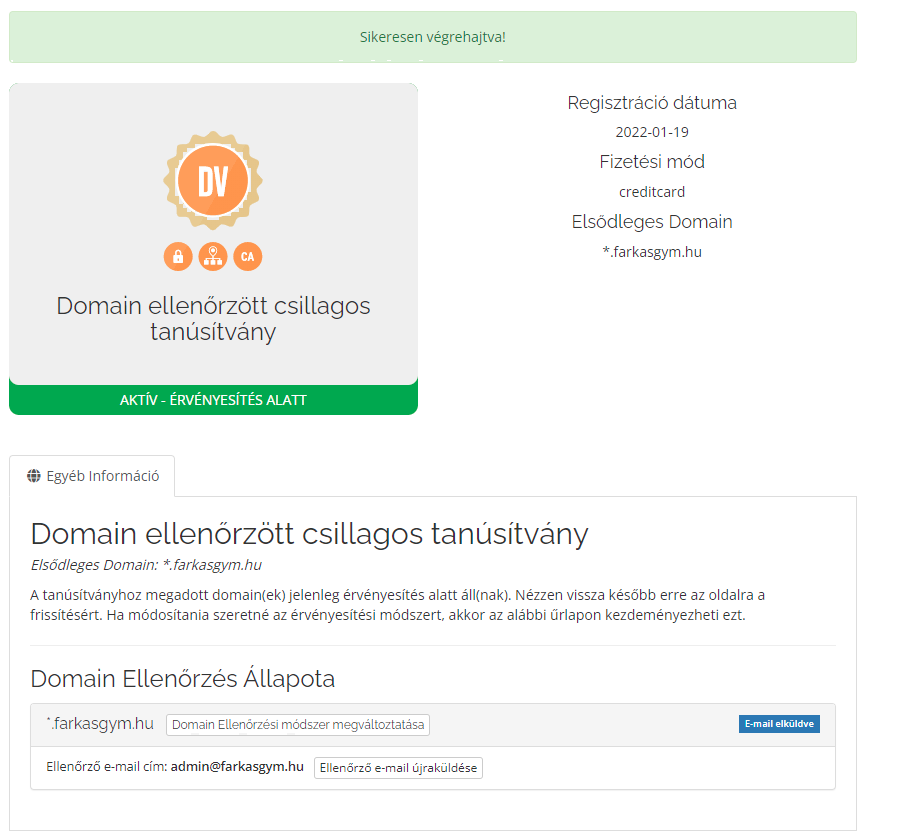 Sikeresen végrehajtva!
DV
CA
Domain ellenőrzött csillagos
tanúsítvány
AKTÍV - ÉRVÉNYESÍTÉS ALATT
Regisztráció dátuma
2022-01-19
Fizetési mód
creditcard
Elsődleges Domain
*.farkasgym.hu
Egyéb Információ
Domain ellenőrzött csillagos tanúsítvány
Elsődleges Domain: *.farkasgym.hu
A tanúsítványhoz megadott domain(ek) jelenleg érvényesítés alatt áll(nak). Nézzen vissza később erre az oldalra a
frissítésért. Ha módosítania szeretné az érvényesítési módszert, akkor az alábbi űrlapon kezdeményezheti ezt.
Domain Ellenőrzés Állapota
*.farkasgym.hu Domain Ellenőrzési módszer megváltoztatása E-mail elküldve
Ellenőrző e-mail cím: admin@farkasgym.hu Ellenőrző e-mail újraküldése